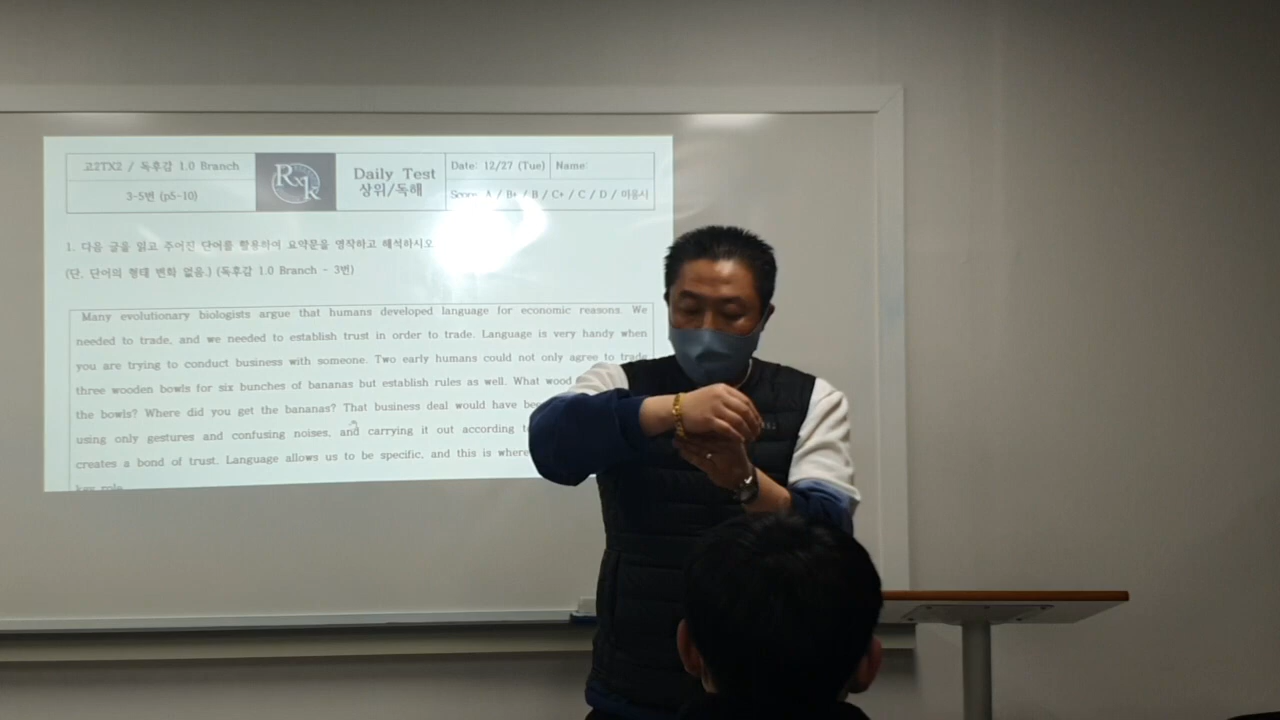 고2TX2 / 독후감 1.0 Branch
3-5번 (p5-10)
RxK
Daily Test
상위/독해
Date: 12/27 (Tue) Name:
Score: A / B+ / B / C+ / C / D / 미응시
1. 다음 글을 읽고 주어진 단어를 활용하여 요약문을 영작하고 해석하시오
(단, 단어의 형태 변화 없음.) (독후감 1.0 Branch - 3번)
Many evolutionary biologists argue that humans developed language for economic reasons. We
needed to trade, and we needed to establish trust in order to trade. Language is very handy when
you are trying to conduct business with someone. Two early humans could not only agree to trade
three wooden bowls for six bunches of bananas but establish rules as well. What wood
the bowls? Where did you get the bananas? That business deal would have
using only gestures and confusing noises, and carrying it out according
creates a bond of trust. Language allows us to be specific, and this is where
key role